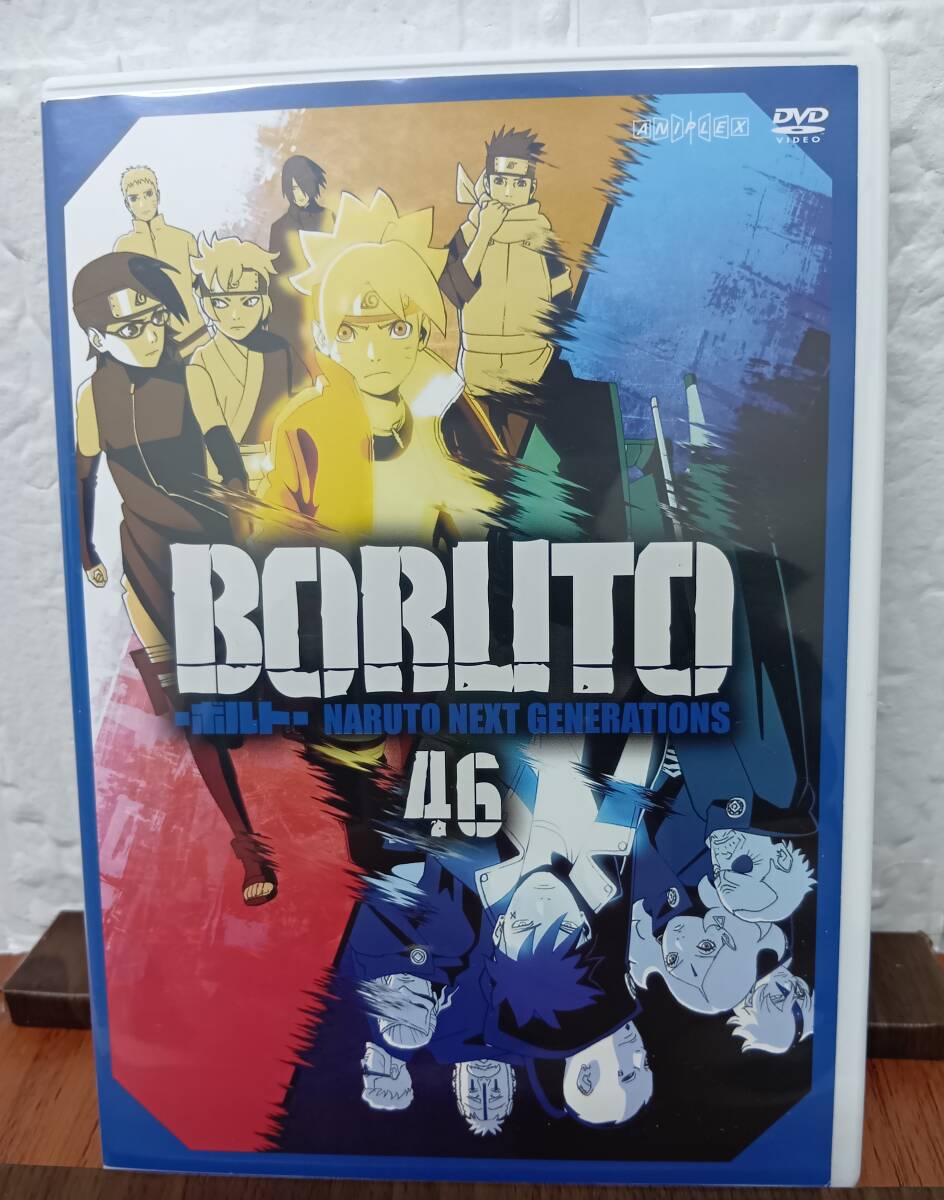 ANIPLEX DVD
VIDEO
BORUTO
-ボルト- NARUTO NEXT GENERATIONS
46